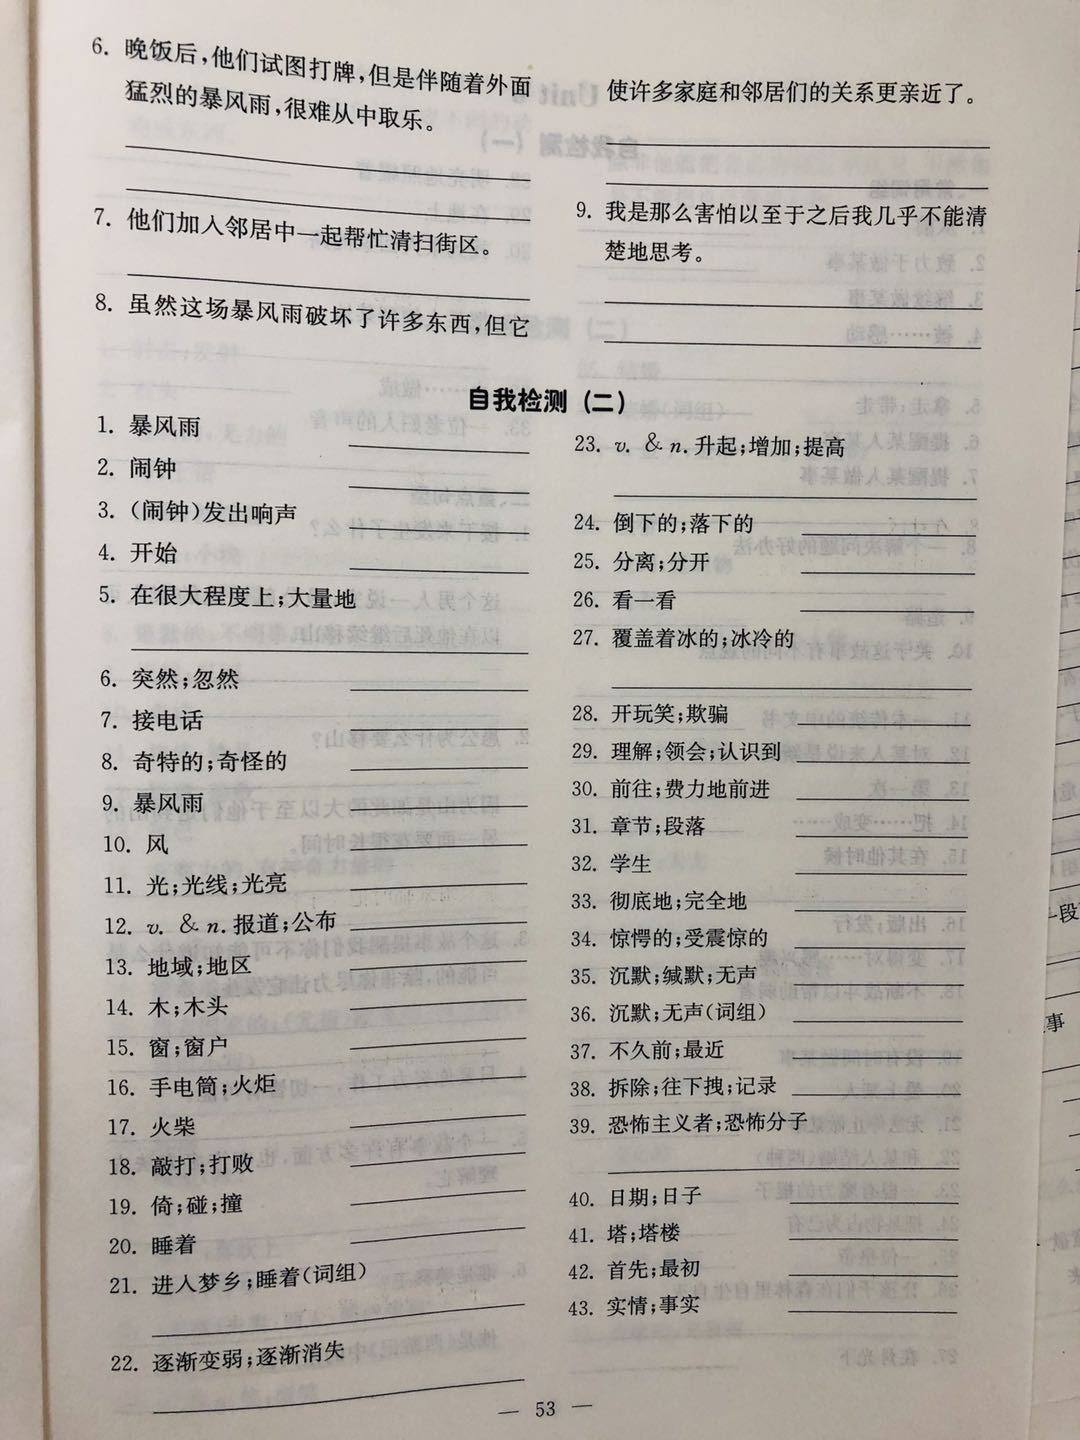 6. 晚饭后,他们试图打牌,但是伴随着外面
猛烈的暴风雨,很难从中取乐。
7. 他们加入邻居中一起帮忙清扫街区。
8. 虽然这场暴风雨破坏了许多东西,但它
使许多家庭和邻居们的关系更亲近了。
9. 我是那么害怕以至于之后我几乎不能清
楚地思考。
自我检测(二)
1. 暴风雨
2. 闹钟
3. (闹钟)发出响声
4. 开始
5. 在很大程度上;大量地
6. 突然;忽然
7. 接电话
8. 奇特的;奇怪的
9. 暴风雨
10. 风
11. 光;光线;光亮
12. v. & n. 报道;公布
13. 地域;地区
14. 木;木头
15. 窗;窗户
16. 手电筒;火炬
17. 火柴
18. 敲打;打败
19. 倚;碰;撞
20. 睡着
21. 进入梦乡;睡着(词组)
22. 逐渐变弱;逐渐消失
23. v. & n. 升起;增加;提高
24. 倒下的;落下的
25. 分离;分开
26. 看一看
27. 覆盖着冰的;冰冷的
28. 开玩笑;欺骗
29. 理解;领会;认识到
30. 前往;费力地前进
31. 章节;段落
32. 学生
33. 彻底地;完全地
34. 惊愕的;受震惊的
35. 沉默;缄默;无声
36. 沉默;无声(词组)
37. 不久前;最近
38. 拆除;往下拽;记录
39. 恐怖主义者;恐怖分子
40. 日期;日子
41. 塔;塔楼
42. 首先;最初
43. 实情;事实
— 53 —